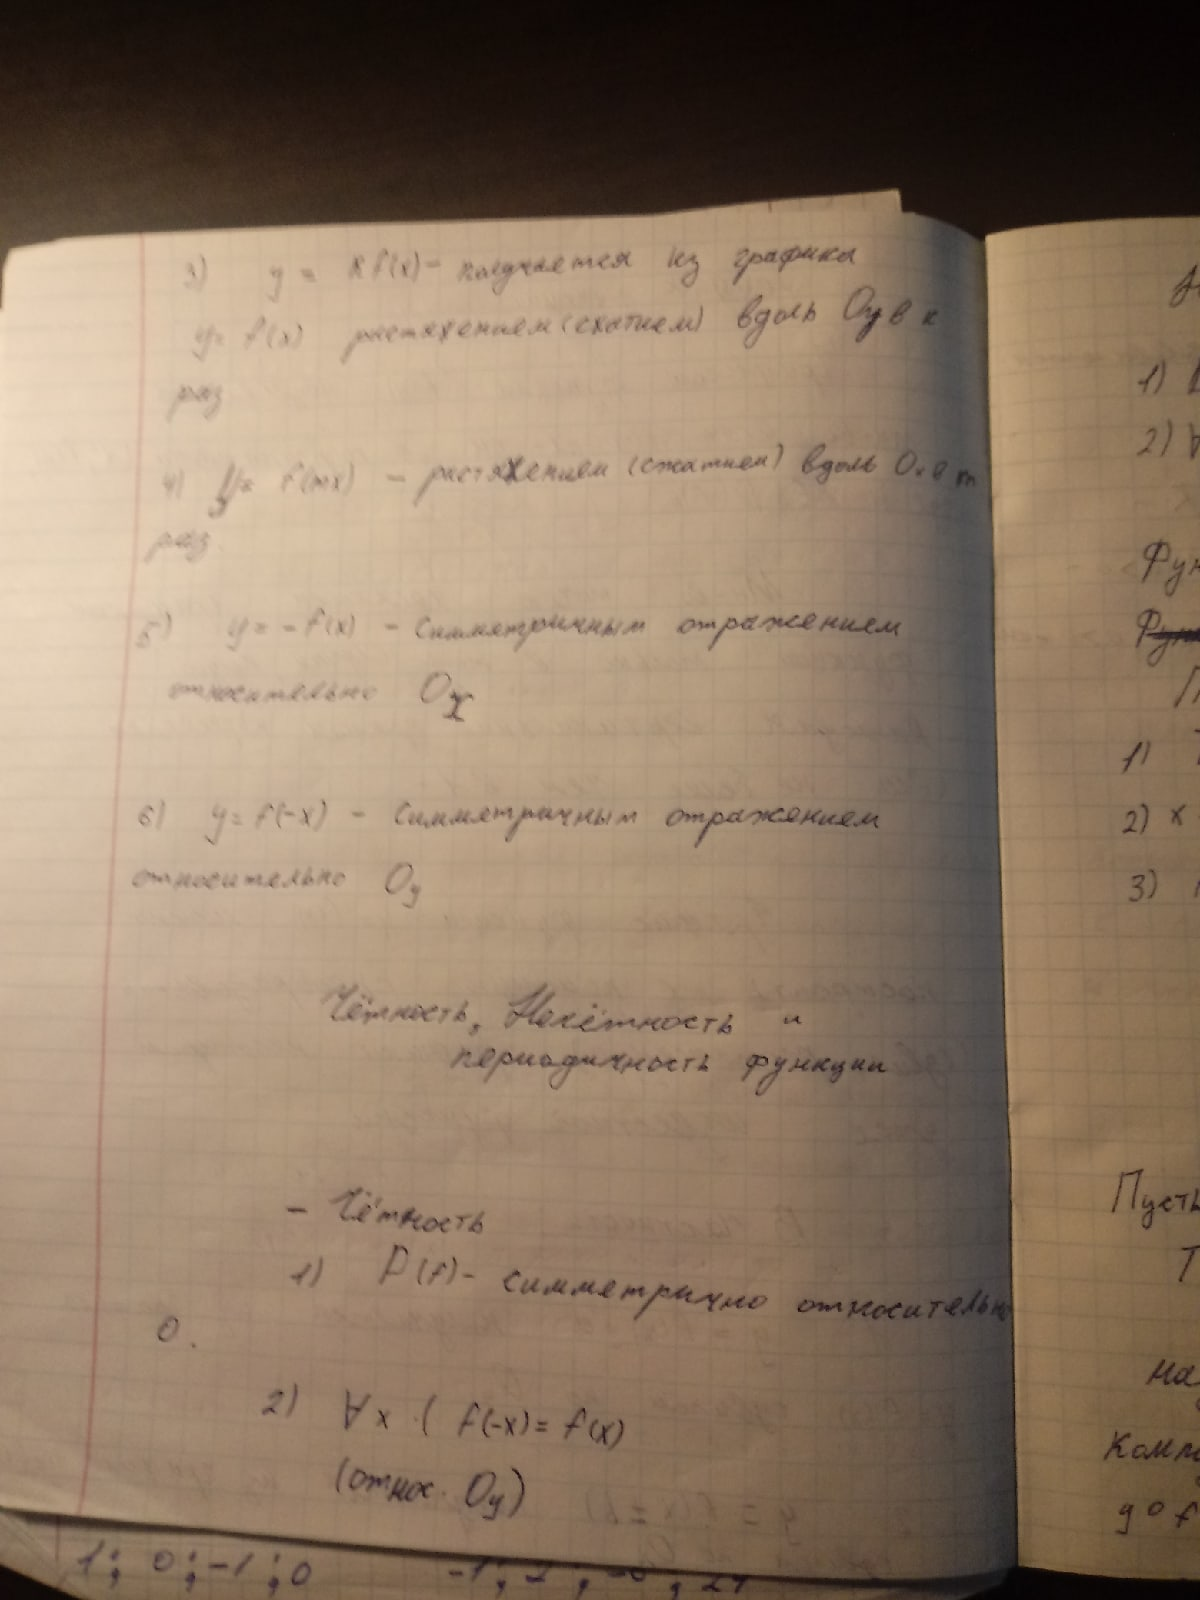 3) y = k f(x) - получается из графика
y = f(x) растяжением (сжатием) вдоль Oy в к
раз
4) y = f(mx) - растяжением (сжатием) вдоль Ox в m
раз.
5) y = -f(x) - симметричным отражением
относительно Ox
6) y = f(-x) - симметричным отражением
относительно Oy
Чётность, Нечётность и
периодичность функции
- Чётность
1) D(f) - симметрично относительно
0.
2) ∀x ( f(-x) = f(x)
(относ. Oy)
1; 0; -1; 0
1)
2) ∀
Фун
1)
2) x
3)
Пусть
T
на
Комп
g∘f